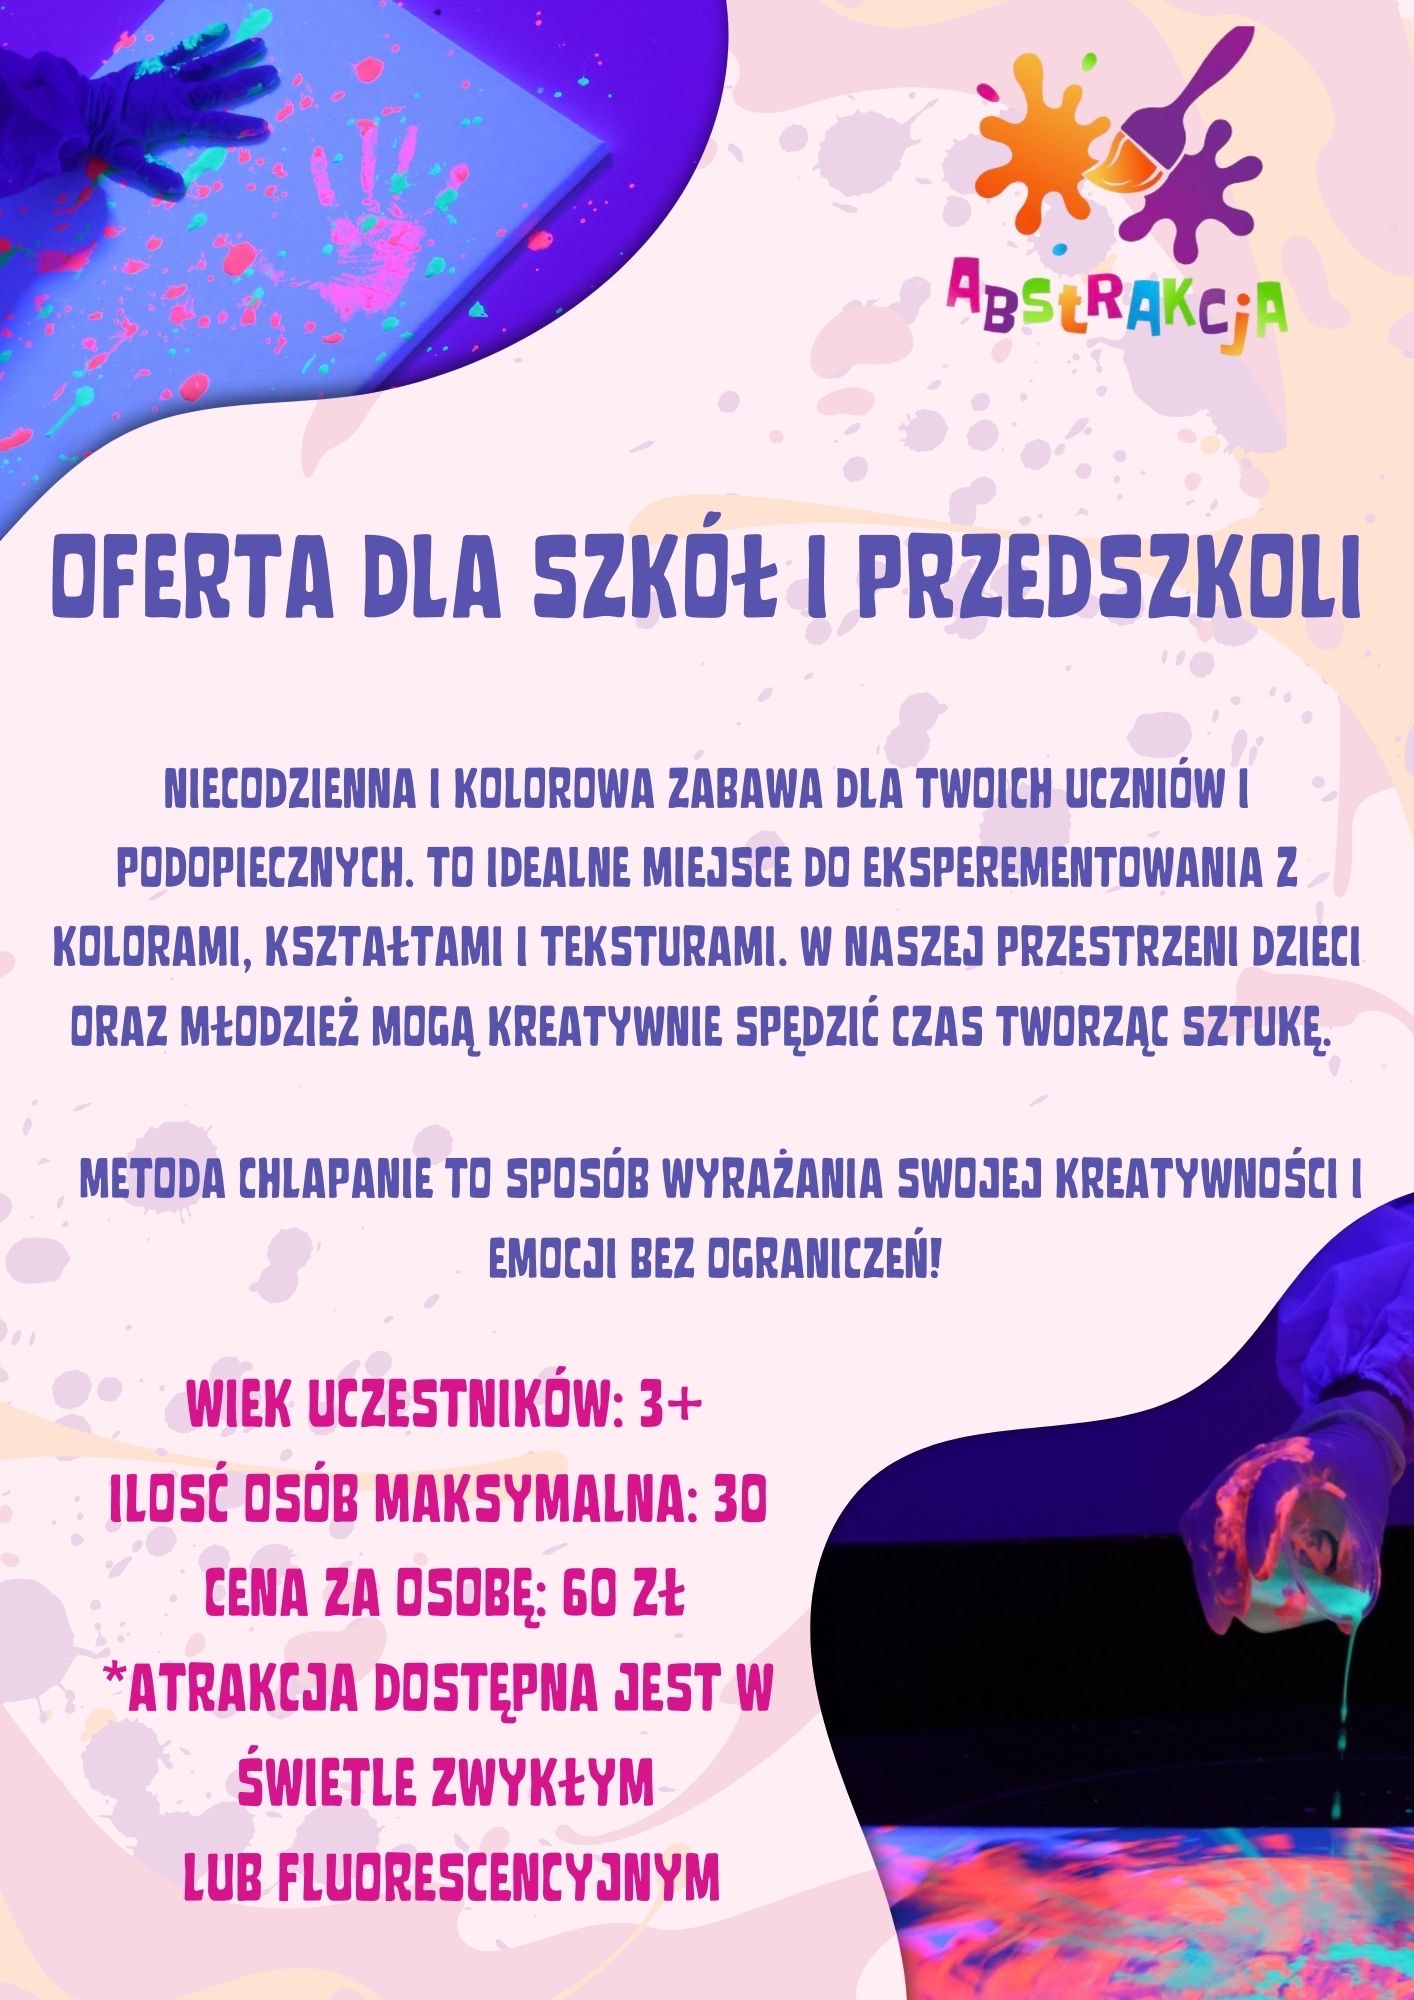 ABSTRAKCJA
OFERTA DLA SZKÓŁ I PRZEDSZKOLI
NIECODZIENNA I KOLOROWA ZABAWA DLA TWOICH UCZNIÓW I
PODOPIECZNYCH. TO IDEALNE MIEJSCE DO EKSPEREMENTOWANIA Z
KOLORAMI, KSZTAŁTAMI I TEKSTURAMI. W NASZEJ PRZESTRZENI DZIECI
ORAZ MŁODZIEŻ MOGĄ KREATYWNIE SPĘDZIĆ CZAS TWORZĄC SZTUKĘ.
METODA CHLAPANIE TO SPOSÓB WYRAŻANIA SWOJEJ KREATYWNOŚCI I
EMOCJI BEZ OGRANICZEŃ!
WIEK UCZESTNIKÓW: 3+
ILOSĆ OSÓB MAKSYMALNA: 30
CENA ZA OSOBĘ: 60 ZŁ
*ATRAKCJA DOSTĘPNA JEST W
ŚWIETLE ZWYKŁYM
LUB FLUORESCENCYJNYM